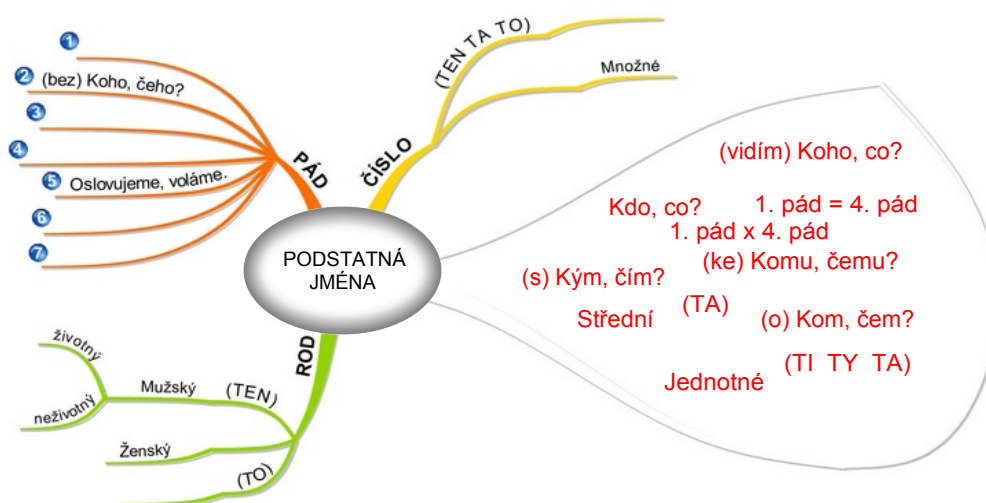 1
2 (bez) Koho, čeho?
3
4
5 Oslovujeme, voláme.
6
7
PÁD
(TEN TA TO)
Množné
ČÍSLO
PODSTATNÁ
JMÉNA
ROD
životný
neživotný
Mužský
(TEN)
Ženský
(TO)
(vidím) Koho, co?
Kdo, co?
1. pád = 4. pád
1. pád x 4. pád
(ke) Komu, čemu?
(s) Kým, čím?
(TA)
Střední
(o) Kom, čem?
(TI TY TA)
Jednotné